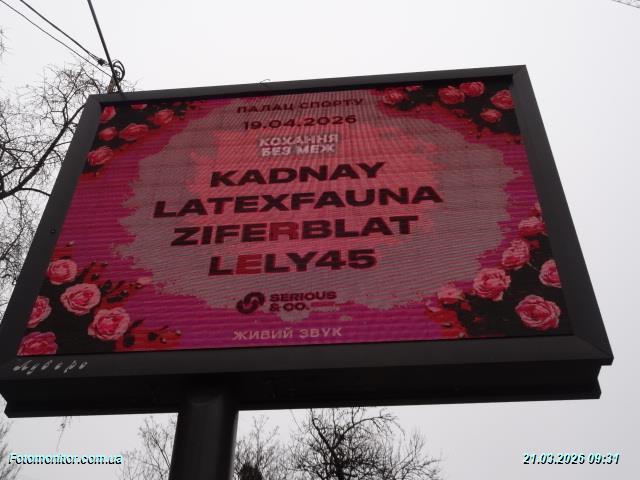 ПАЛАЦ СПОРТУ
19.04.2026
КОХАННЯ
БЕЗ МЕЖ
KADNAY
LATEXFAUNA
ZIFERBLAT
LELY45
SERIOUS
& CO.
ЖИВИЙ ЗВУК
Fotomonitor.com.ua
21.03.2026 09:31